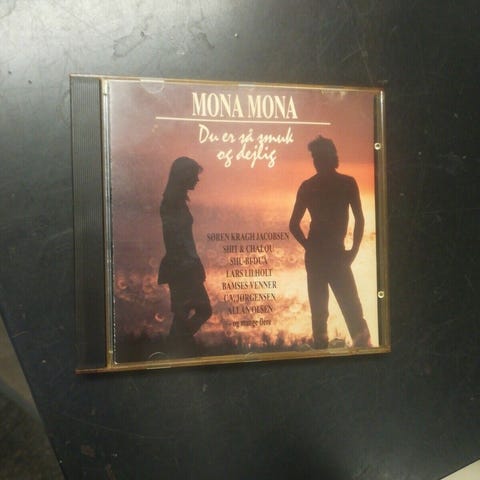 MONA MONA
Du er så smuk
og dejlig
SØREN KRAGH JACOBSEN
SHIT & CHALOU
SHU-BI-DUA
LARS LILHOLT
BAMSES VENNER
C.V. JØRGENSEN
ALLAN OLSEN
- og mange flere